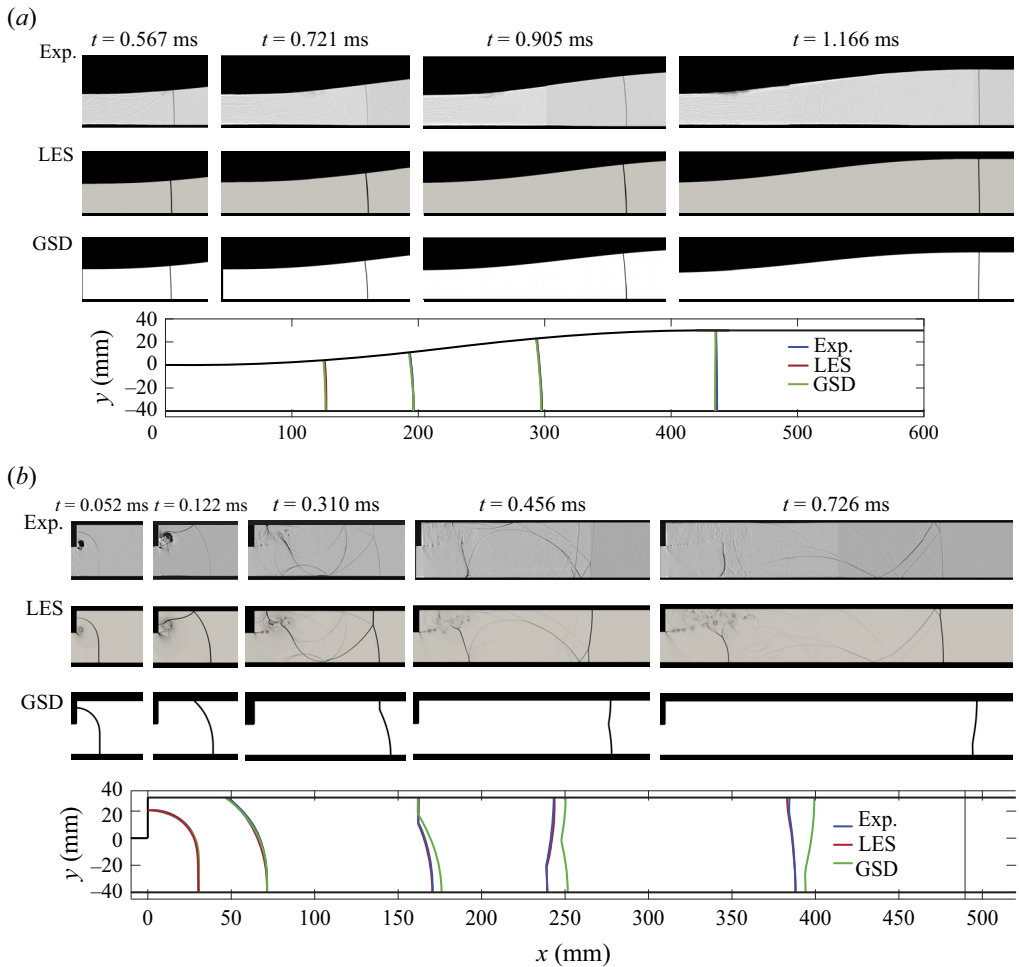 (a)
t = 0.567 ms t = 0.721 ms t = 0.905 ms t = 1.166 ms
Exp.
LES
GSD
40
20
0
–20
–40
y (mm)
Exp.
LES
GSD
0 100 200 300 400 500 600
(b)
t = 0.052 ms t = 0.122 ms t = 0.310 ms t = 0.456 ms t = 0.726 ms
Exp.
LES
GSD
40
20
0
–20
–40
y (mm)
Exp.
LES
GSD
0 50 100 150 200 250 300 350 400 450 500
x (mm)